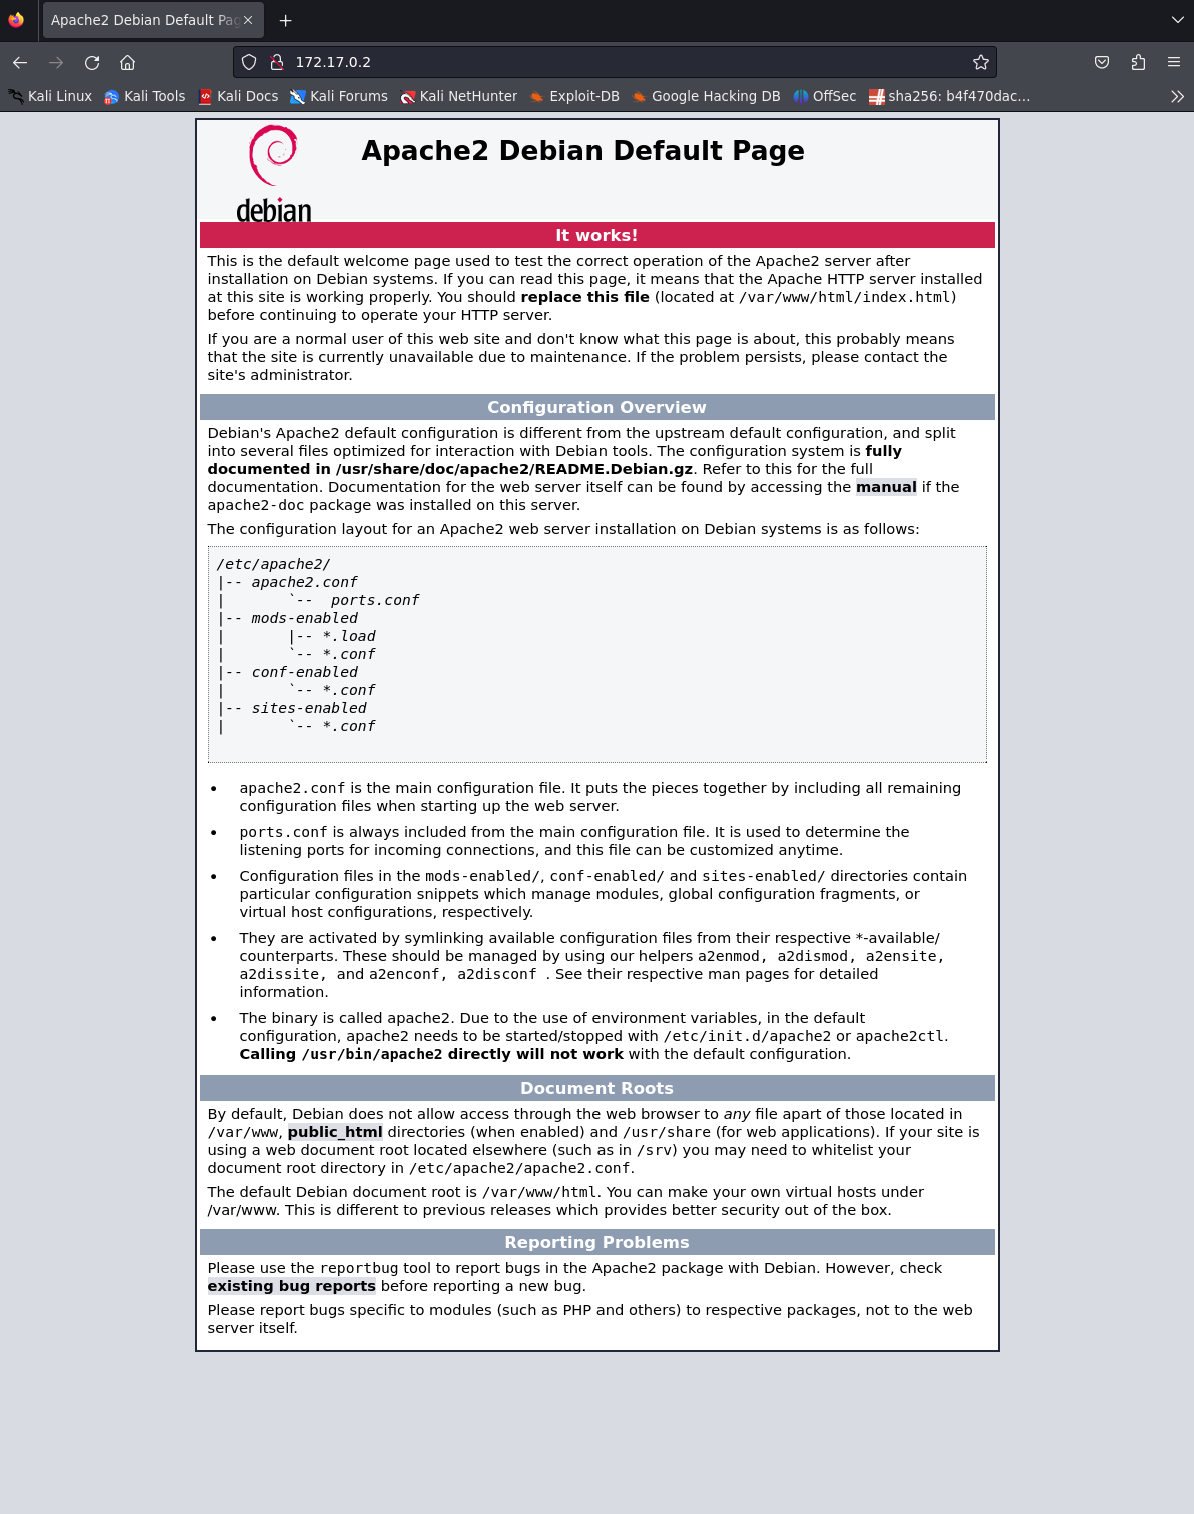 Apache2 Debian Default Pag
172.17.0.2
Kali Linux Kali Tools Kali Docs Kali Forums Kali NetHunter Exploit-DB Google Hacking DB OffSec sha256: b4f470dac...
debian
Apache2 Debian Default Page
It works!
This is the default welcome page used to test the correct operation of the Apache2 server after
installation on Debian systems. If you can read this page, it means that the Apache HTTP server installed
at this site is working properly. You should replace this file (located at /var/www/html/index.html)
before continuing to operate your HTTP server.
If you are a normal user of this web site and don't know what this page is about, this probably means
that the site is currently unavailable due to maintenance. If the problem persists, please contact the
site's administrator.
Configuration Overview
Debian's Apache2 default configuration is different from the upstream default configuration, and split
into several files optimized for interaction with Debian tools. The configuration system is fully
documented in /usr/share/doc/apache2/README.Debian.gz. Refer to this for the full
documentation. Documentation for the web server itself can be found by accessing the manual if the
apache2-doc package was installed on this server.
The configuration layout for an Apache2 web server installation on Debian systems is as follows:
/etc/apache2/
|-- apache2.conf
|       `--  ports.conf
|-- mods-enabled
|       |-- *.load
|       `-- *.conf
|-- conf-enabled
|       `-- *.conf
|-- sites-enabled
|       `-- *.conf
• apache2.conf is the main configuration file. It puts the pieces together by including all remaining
configuration files when starting up the web server.
• ports.conf is always included from the main configuration file. It is used to determine the
listening ports for incoming connections, and this file can be customized anytime.
• Configuration files in the mods-enabled/, conf-enabled/ and sites-enabled/ directories contain
particular configuration snippets which manage modules, global configuration fragments, or
virtual host configurations, respectively.
• They are activated by symlinking available configuration files from their respective *-available/
counterparts. These should be managed by using our helpers a2enmod, a2dismod, a2ensite,
a2dissite, and a2enconf, a2disconf . See their respective man pages for detailed
information.
• The binary is called apache2. Due to the use of environment variables, in the default
configuration, apache2 needs to be started/stopped with /etc/init.d/apache2 or apache2ctl.
Calling /usr/bin/apache2 directly will not work with the default configuration.
Document Roots
By default, Debian does not allow access through the web browser to any file apart of those located in
/var/www, public_html directories (when enabled) and /usr/share (for web applications). If your site is
using a web document root located elsewhere (such as in /srv) you may need to whitelist your
document root directory in /etc/apache2/apache2.conf.
The default Debian document root is /var/www/html. You can make your own virtual hosts under
/var/www. This is different to previous releases which provides better security out of the box.
Reporting Problems
Please use the reportbug tool to report bugs in the Apache2 package with Debian. However, check
existing bug reports before reporting a new bug.
Please report bugs specific to modules (such as PHP and others) to respective packages, not to the web
server itself.